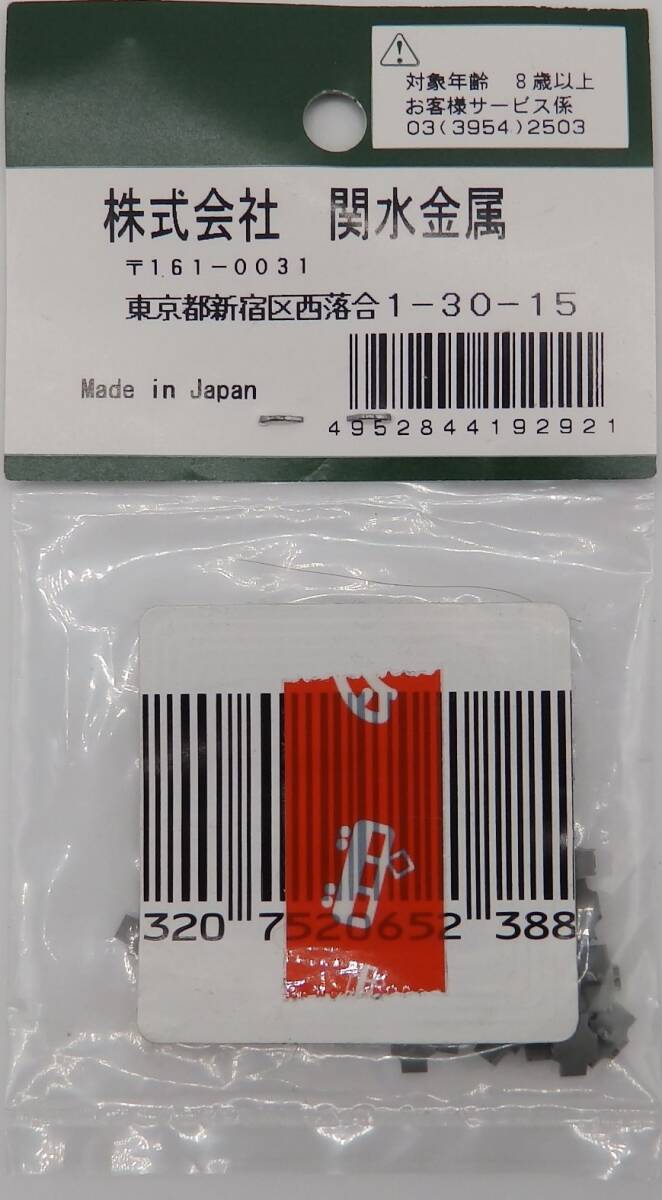 対象年齢 8歳以上
お客様サービス係
03(3954)2503
株式会社 関水金属
〒161-0031
東京都新宿区西落合1-30-15
Made in Japan
4952844192921
320 7520652 388